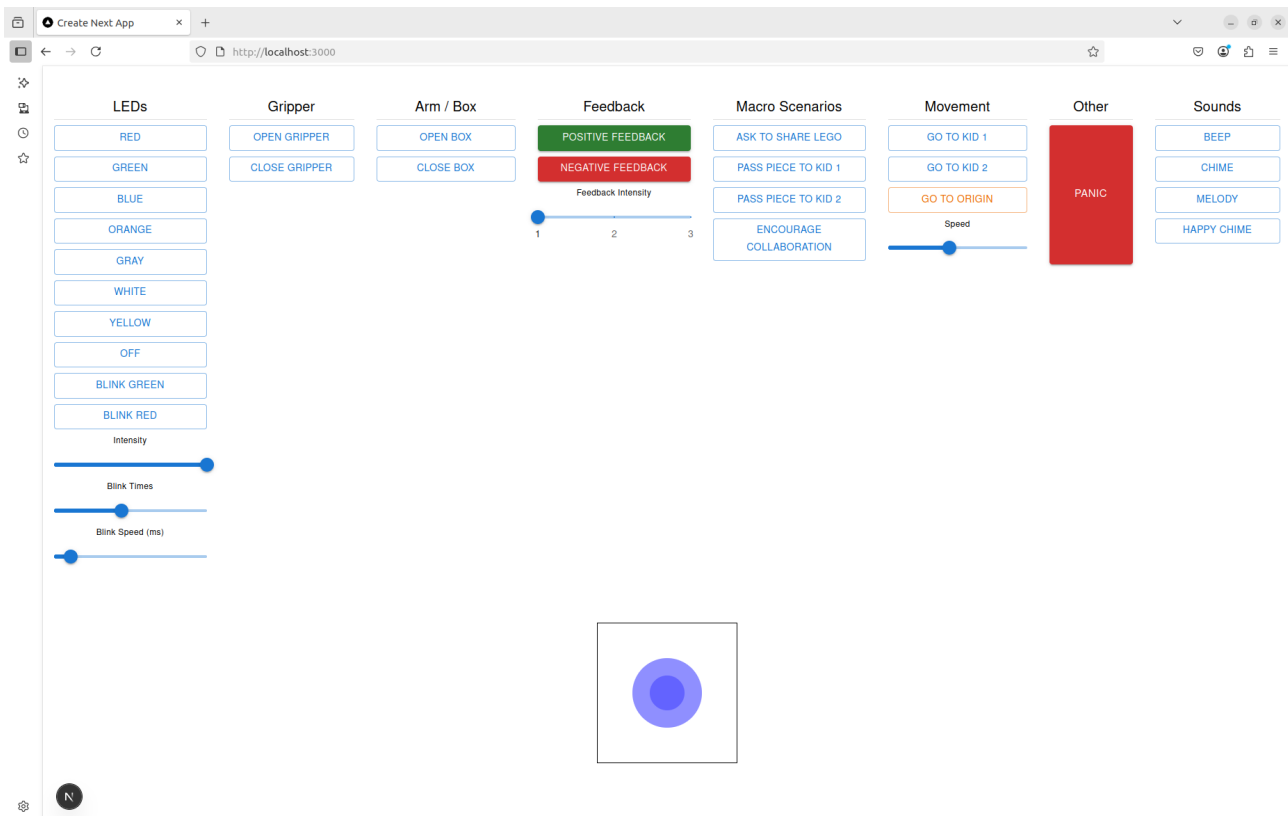 Create Next App
http://localhost:3000
LEDs
RED
GREEN
BLUE
ORANGE
GRAY
WHITE
YELLOW
OFF
BLINK GREEN
BLINK RED
Intensity
Blink Times
Blink Speed (ms)
Gripper
OPEN GRIPPER
CLOSE GRIPPER
Arm / Box
OPEN BOX
CLOSE BOX
Feedback
POSITIVE FEEDBACK
NEGATIVE FEEDBACK
Feedback Intensity
1 2 3
Macro Scenarios
ASK TO SHARE LEGO
PASS PIECE TO KID 1
PASS PIECE TO KID 2
ENCOURAGE
COLLABORATION
Movement
GO TO KID 1
GO TO KID 2
GO TO ORIGIN
Speed
Other
PANIC
Sounds
BEEP
CHIME
MELODY
HAPPY CHIME
N